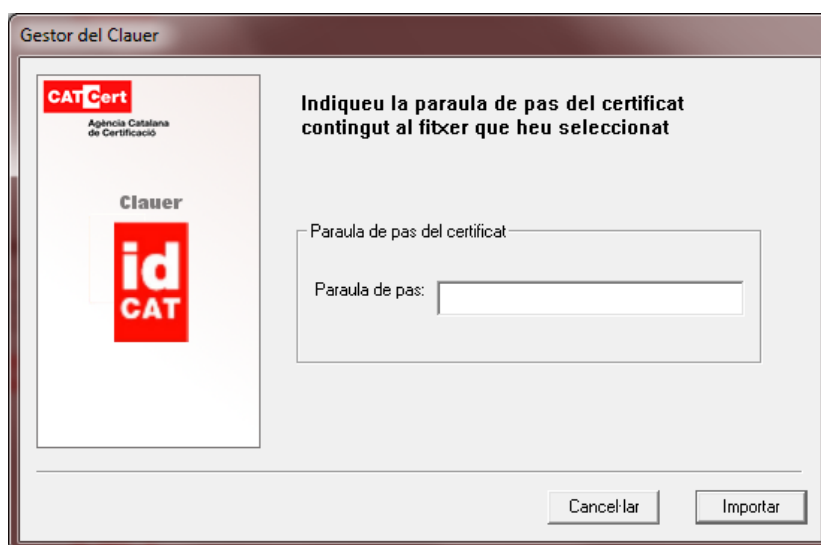 Gestor del Clauer
CATCert
Agència Catalana
de Certificació
Clauer
id
CAT
Indiqueu la paraula de pas del certificat
contingut al fitxer que heu seleccionat
Paraula de pas del certificat
Paraula de pas:
Cancel·lar
Importar